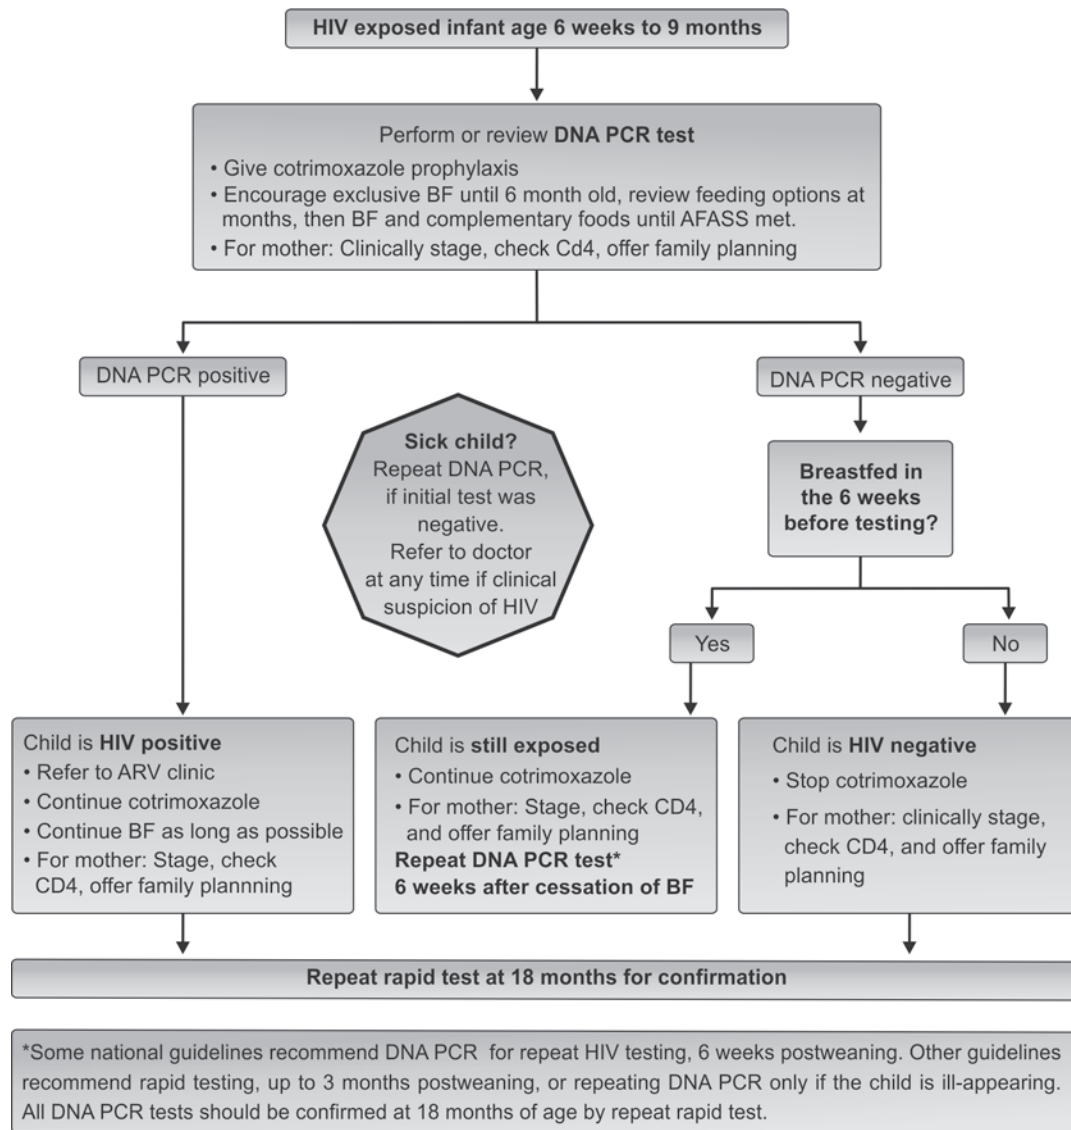 HIV exposed infant age 6 weeks to 9 months
Perform or review DNA PCR test
• Give cotrimoxazole prophylaxis
• Encourage exclusive BF until 6 month old, review feeding options at
months, then BF and complementary foods until AFASS met.
• For mother: Clinically stage, check Cd4, offer family planning
DNA PCR positive
DNA PCR negative
Sick child?
Repeat DNA PCR,
if initial test was
negative.
Refer to doctor
at any time if clinical
suspicion of HIV
Breastfed in
the 6 weeks
before testing?
Yes
No
Child is HIV positive
• Refer to ARV clinic
• Continue cotrimoxazole
• Continue BF as long as possible
• For mother: Stage, check
CD4, offer family plannning
Child is still exposed
• Continue cotrimoxazole
• For mother: Stage, check CD4,
and offer family planning
Repeat DNA PCR test*
6 weeks after cessation of BF
Child is HIV negative
• Stop cotrimoxazole
• For mother: clinically stage,
check CD4, and offer family
planning
Repeat rapid test at 18 months for confirmation
*Some national guidelines recommend DNA PCR for repeat HIV testing, 6 weeks postweaning. Other guidelines
recommend rapid testing, up to 3 months postweaning, or repeating DNA PCR only if the child is ill-appearing.
All DNA PCR tests should be confirmed at 18 months of age by repeat rapid test.